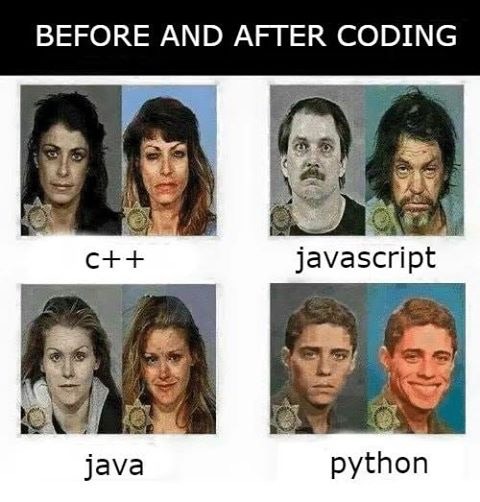 BEFORE AND AFTER CODING
c++
javascript
java
python